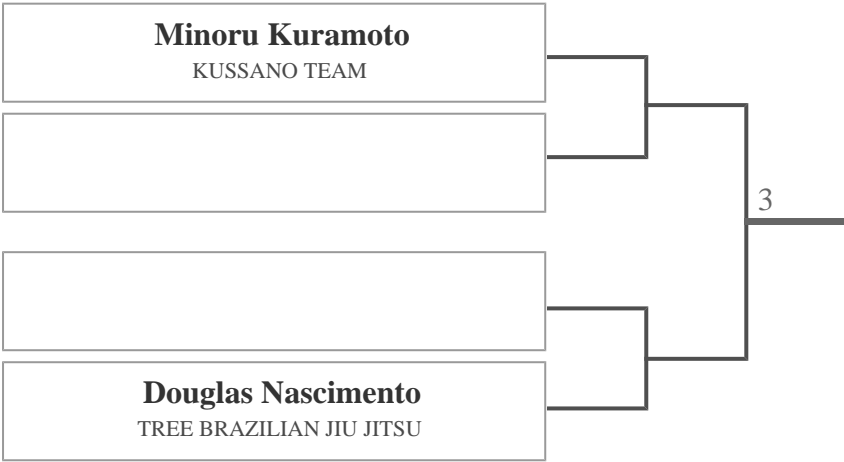 Minoru Kuramoto
KUSSANO TEAM
3
Douglas Nascimento
TREE BRAZILIAN JIU JITSU